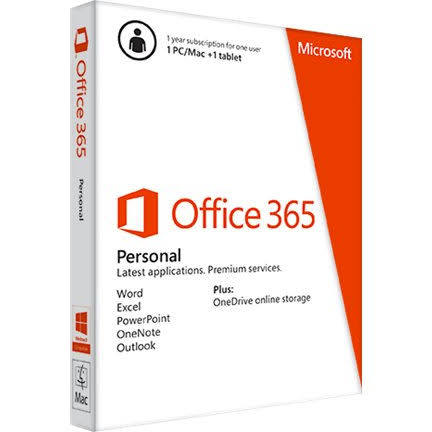 1 year subscription for one user
1 PC/Mac +1 tablet
Microsoft
Office 365
Personal
Latest applications. Premium services.
Word
Excel
PowerPoint
OneNote
Outlook
Plus:
OneDrive online storage
Office 365
Personal
Windows
Mac